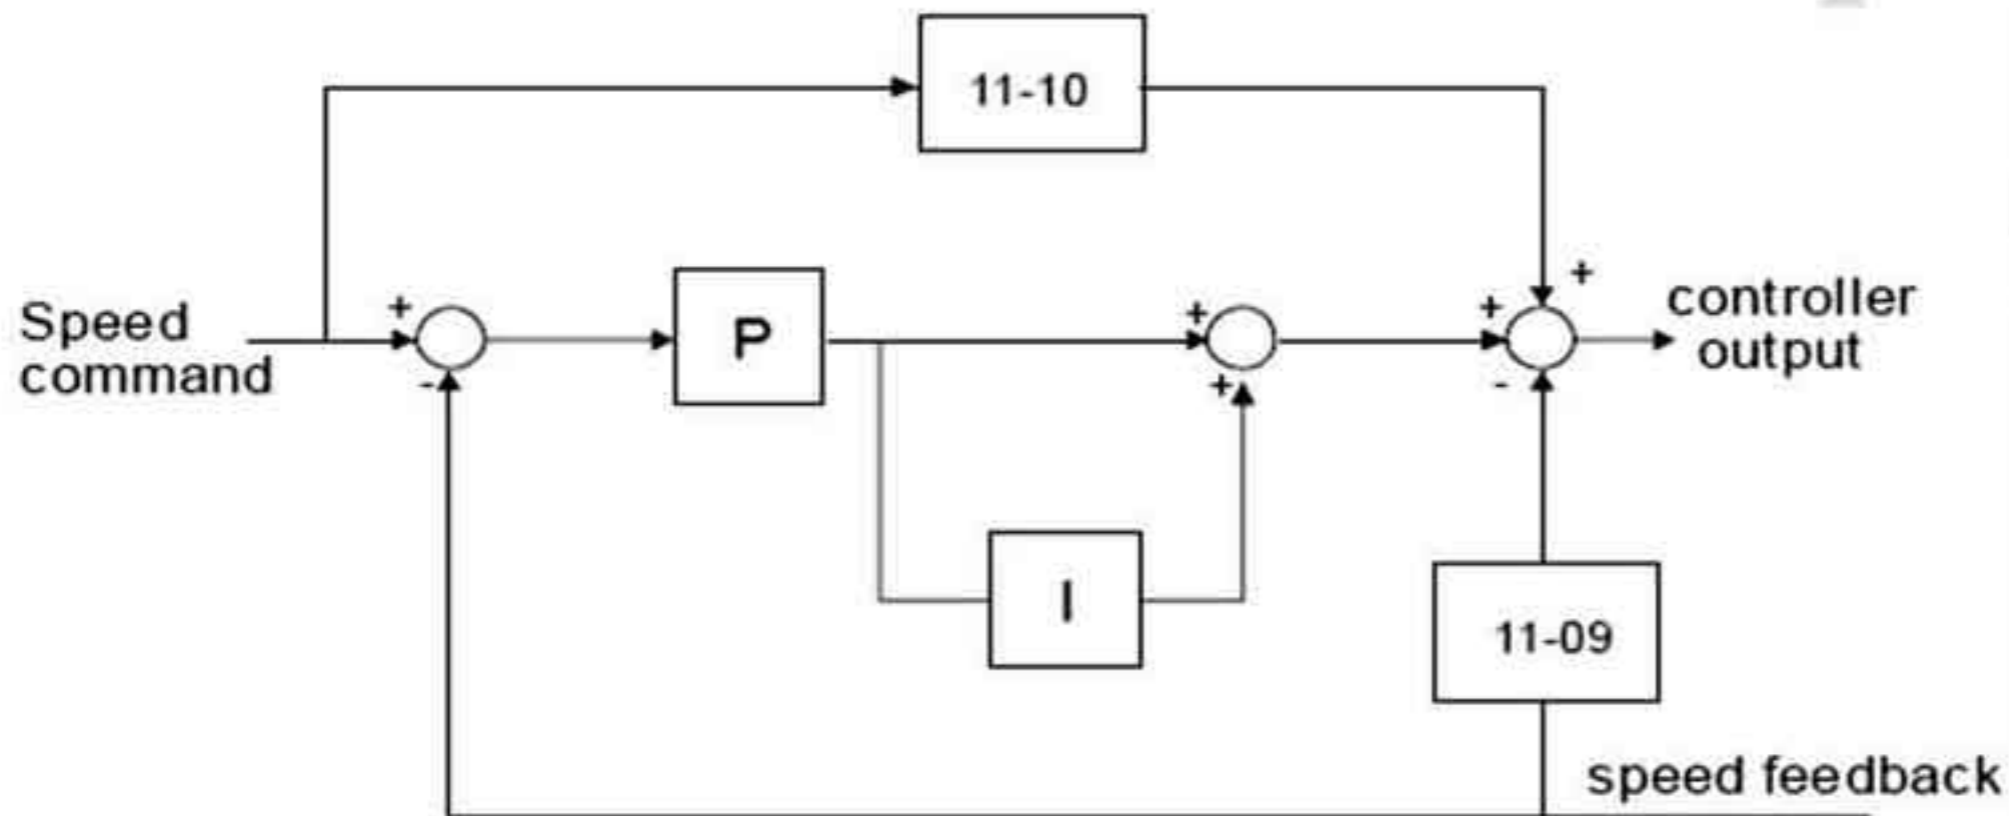 11-10
+
Speed
command
+
-
P
+
+
+
+
-
controller
output
I
11-09
speed feedback